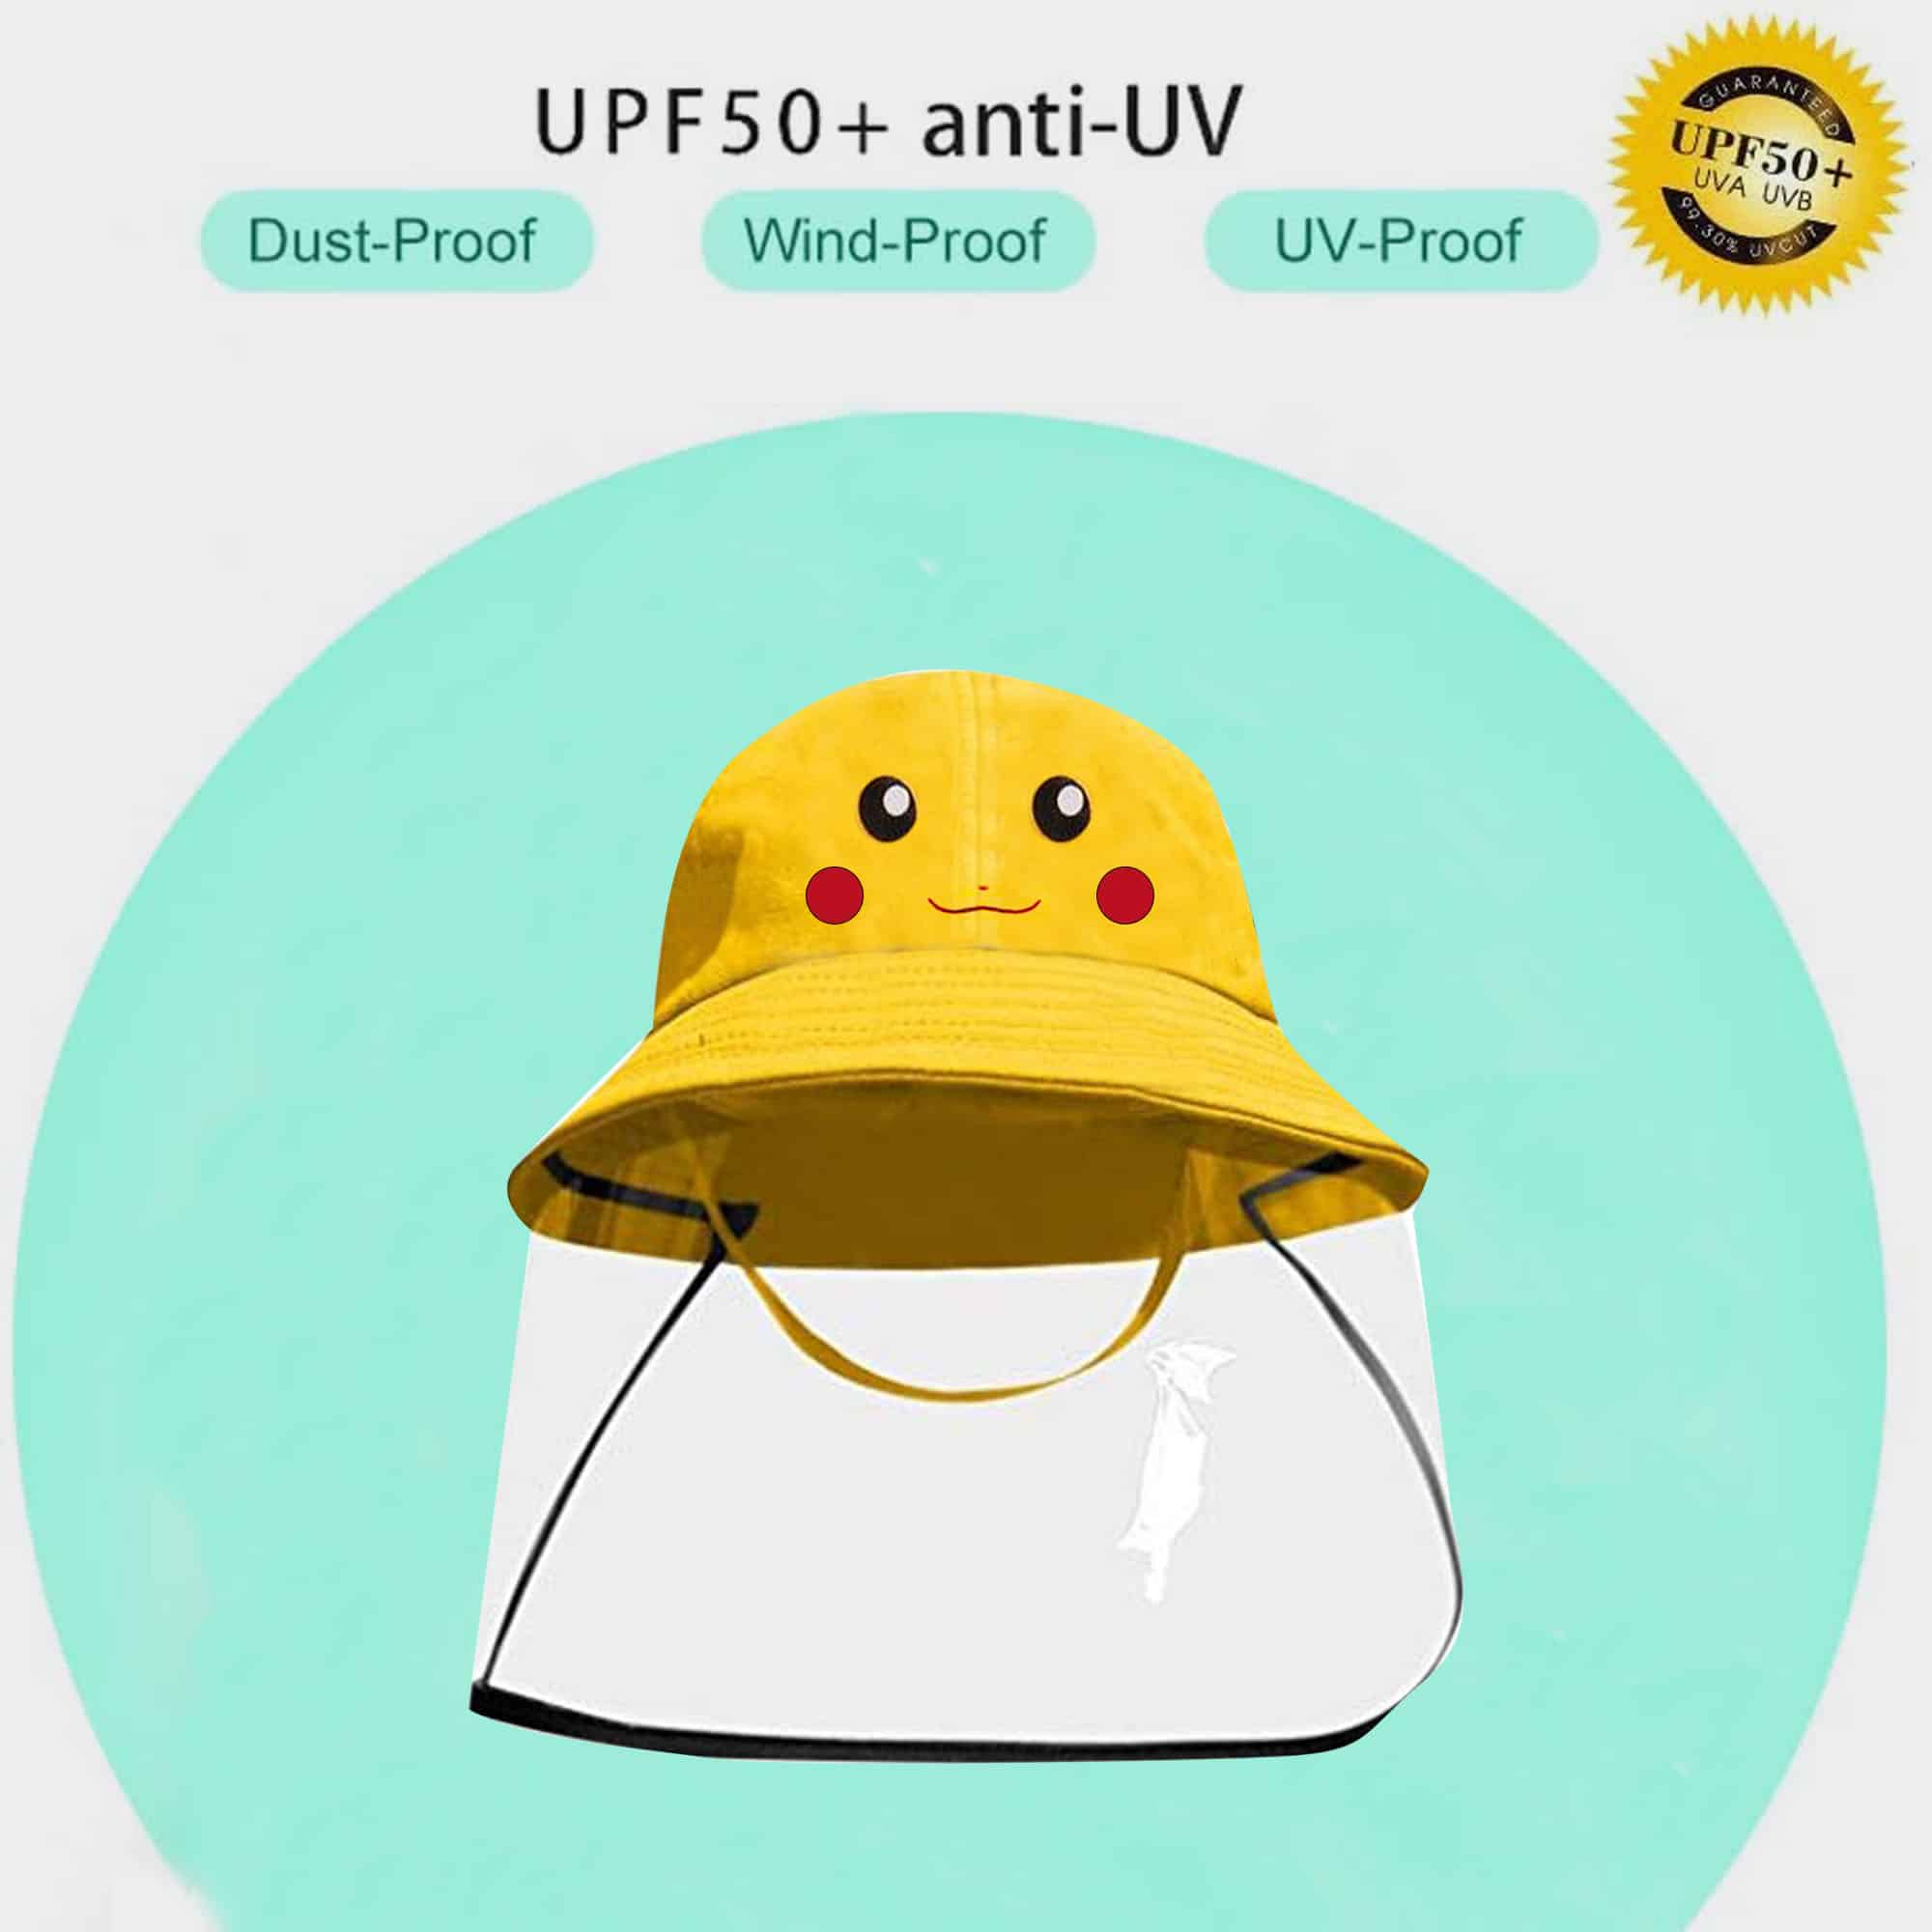 UPF50+ anti-UV
Dust-Proof
Wind-Proof
UV-Proof
GUARANTEED
UPF50+
UVA UVB
99.30% UVCUT